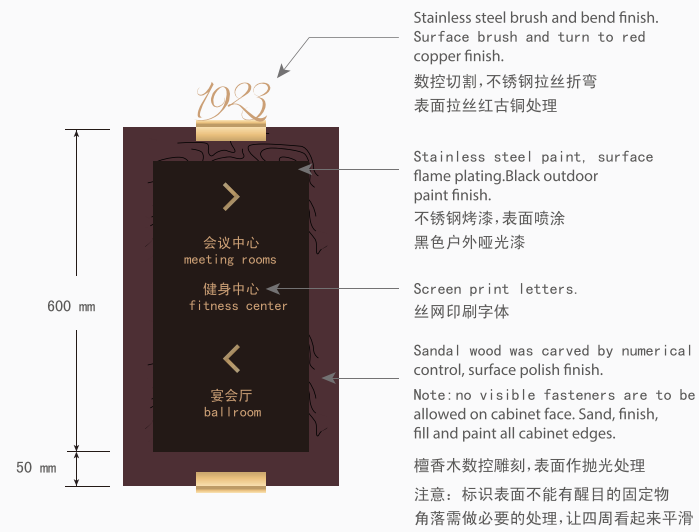 Stainless steel brush and bend finish.
Surface brush and turn to red
copper finish.
数控切割，不锈钢拉丝折弯
表面拉丝红古铜处理
1923
Stainless steel paint, surface
flame plating.Black outdoor
paint finish.
不锈钢烤漆，表面喷涂
黑色户外哑光漆
会议中心
meeting rooms
健身中心
fitness center
Screen print letters.
丝网印刷字体
600 mm
Sandal wood was carved by numerical
control, surface polish finish.
宴会厅
ballroom
Note:no visible fasteners are to be
allowed on cabinet face. Sand, finish,
fill and paint all cabinet edges.
50 mm
檀香木数控雕刻，表面作抛光处理
注意：标识表面不能有醒目的固定物
角落需做必要的处理，让四周看起来平滑